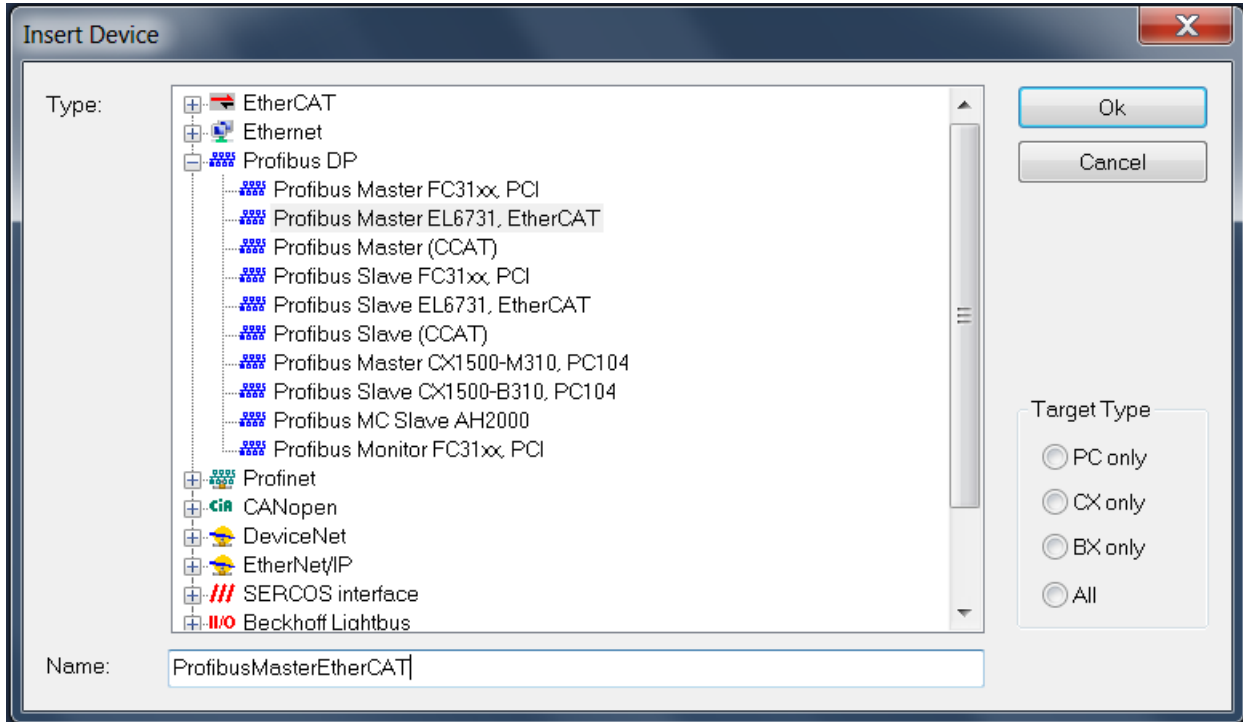 Insert Device
Type:
EtherCAT
Ethernet
Profibus DP
Profibus Master FC31xx, PCI
Profibus Master EL6731, EtherCAT
Profibus Master (CCAT)
Profibus Slave FC31xx, PCI
Profibus Slave EL6731, EtherCAT
Profibus Slave (CCAT)
Profibus Master CX1500-M310, PC104
Profibus Slave CX1500-B310, PC104
Profibus MC Slave AH2000
Profibus Monitor FC31xx, PCI
Profinet
CiA CANopen
DeviceNet
EtherNet/IP
SERCOS interface
II/O Beckhoff Lightbus
Ok
Cancel
Target Type
PC only
CX only
BX only
All
Name: ProfibusMasterEtherCAT